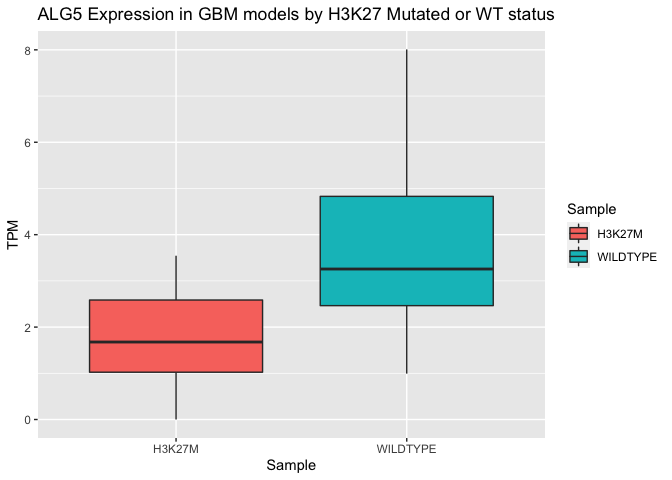 ALG5 Expression in GBM models by H3K27 Mutated or WT status
8
6
4
2
0
TPM
H3K27M
WILDTYPE
Sample
Sample
H3K27M
WILDTYPE